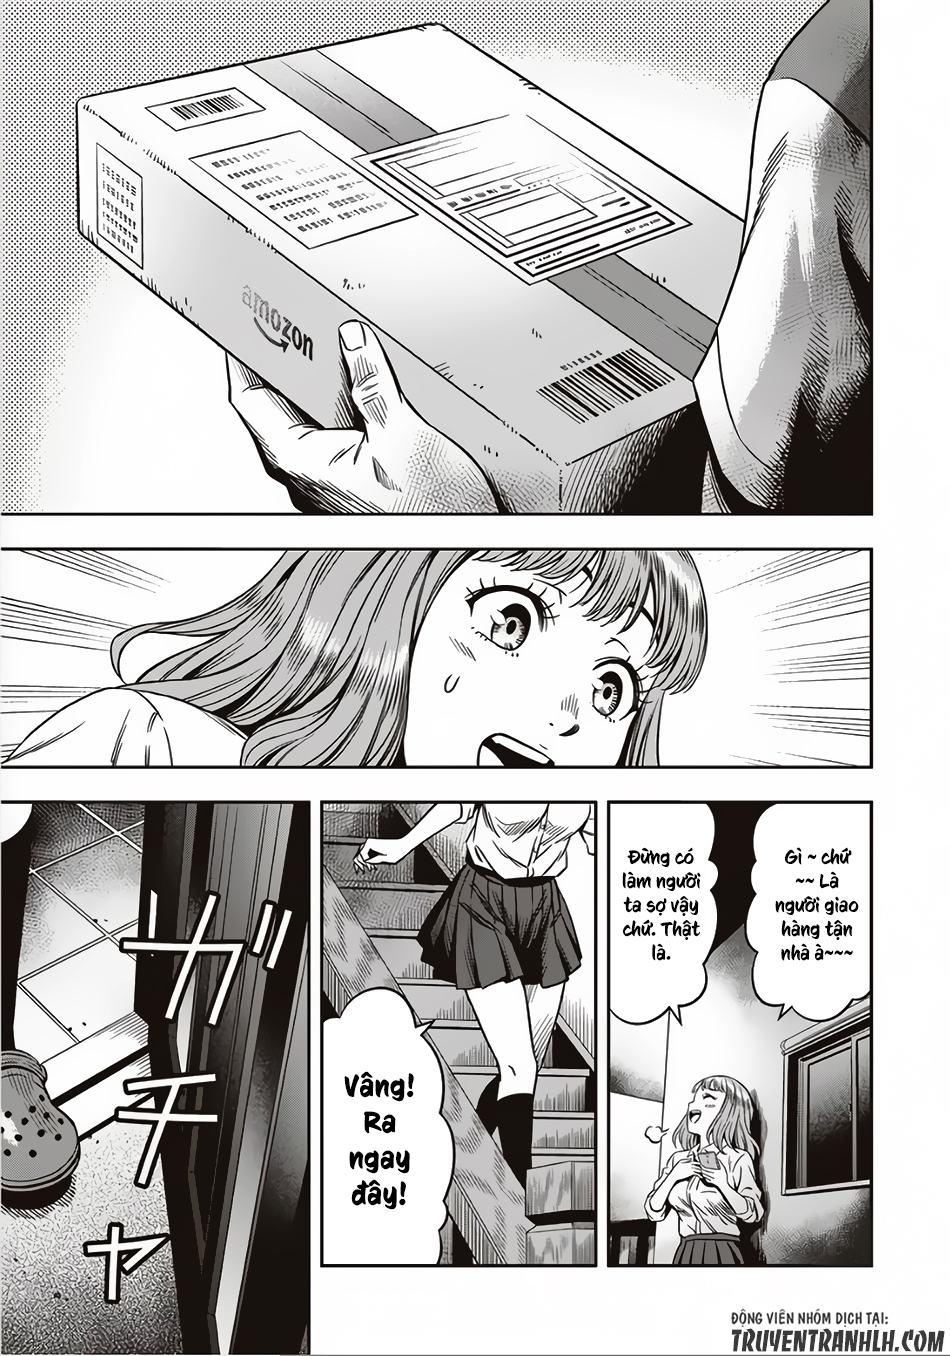 amozon
Gì ~ chứ
~~ Là
người giao
hàng tận
nhà à~~~
Đừng có
làm người
ta sợ vậy
chứ. Thật
là.
Vâng!
Ra
ngay
đây!
ガチャ
ĐỘNG VIÊN NHÓM DỊCH TẠI:
TRUYENTRANHLH.COM